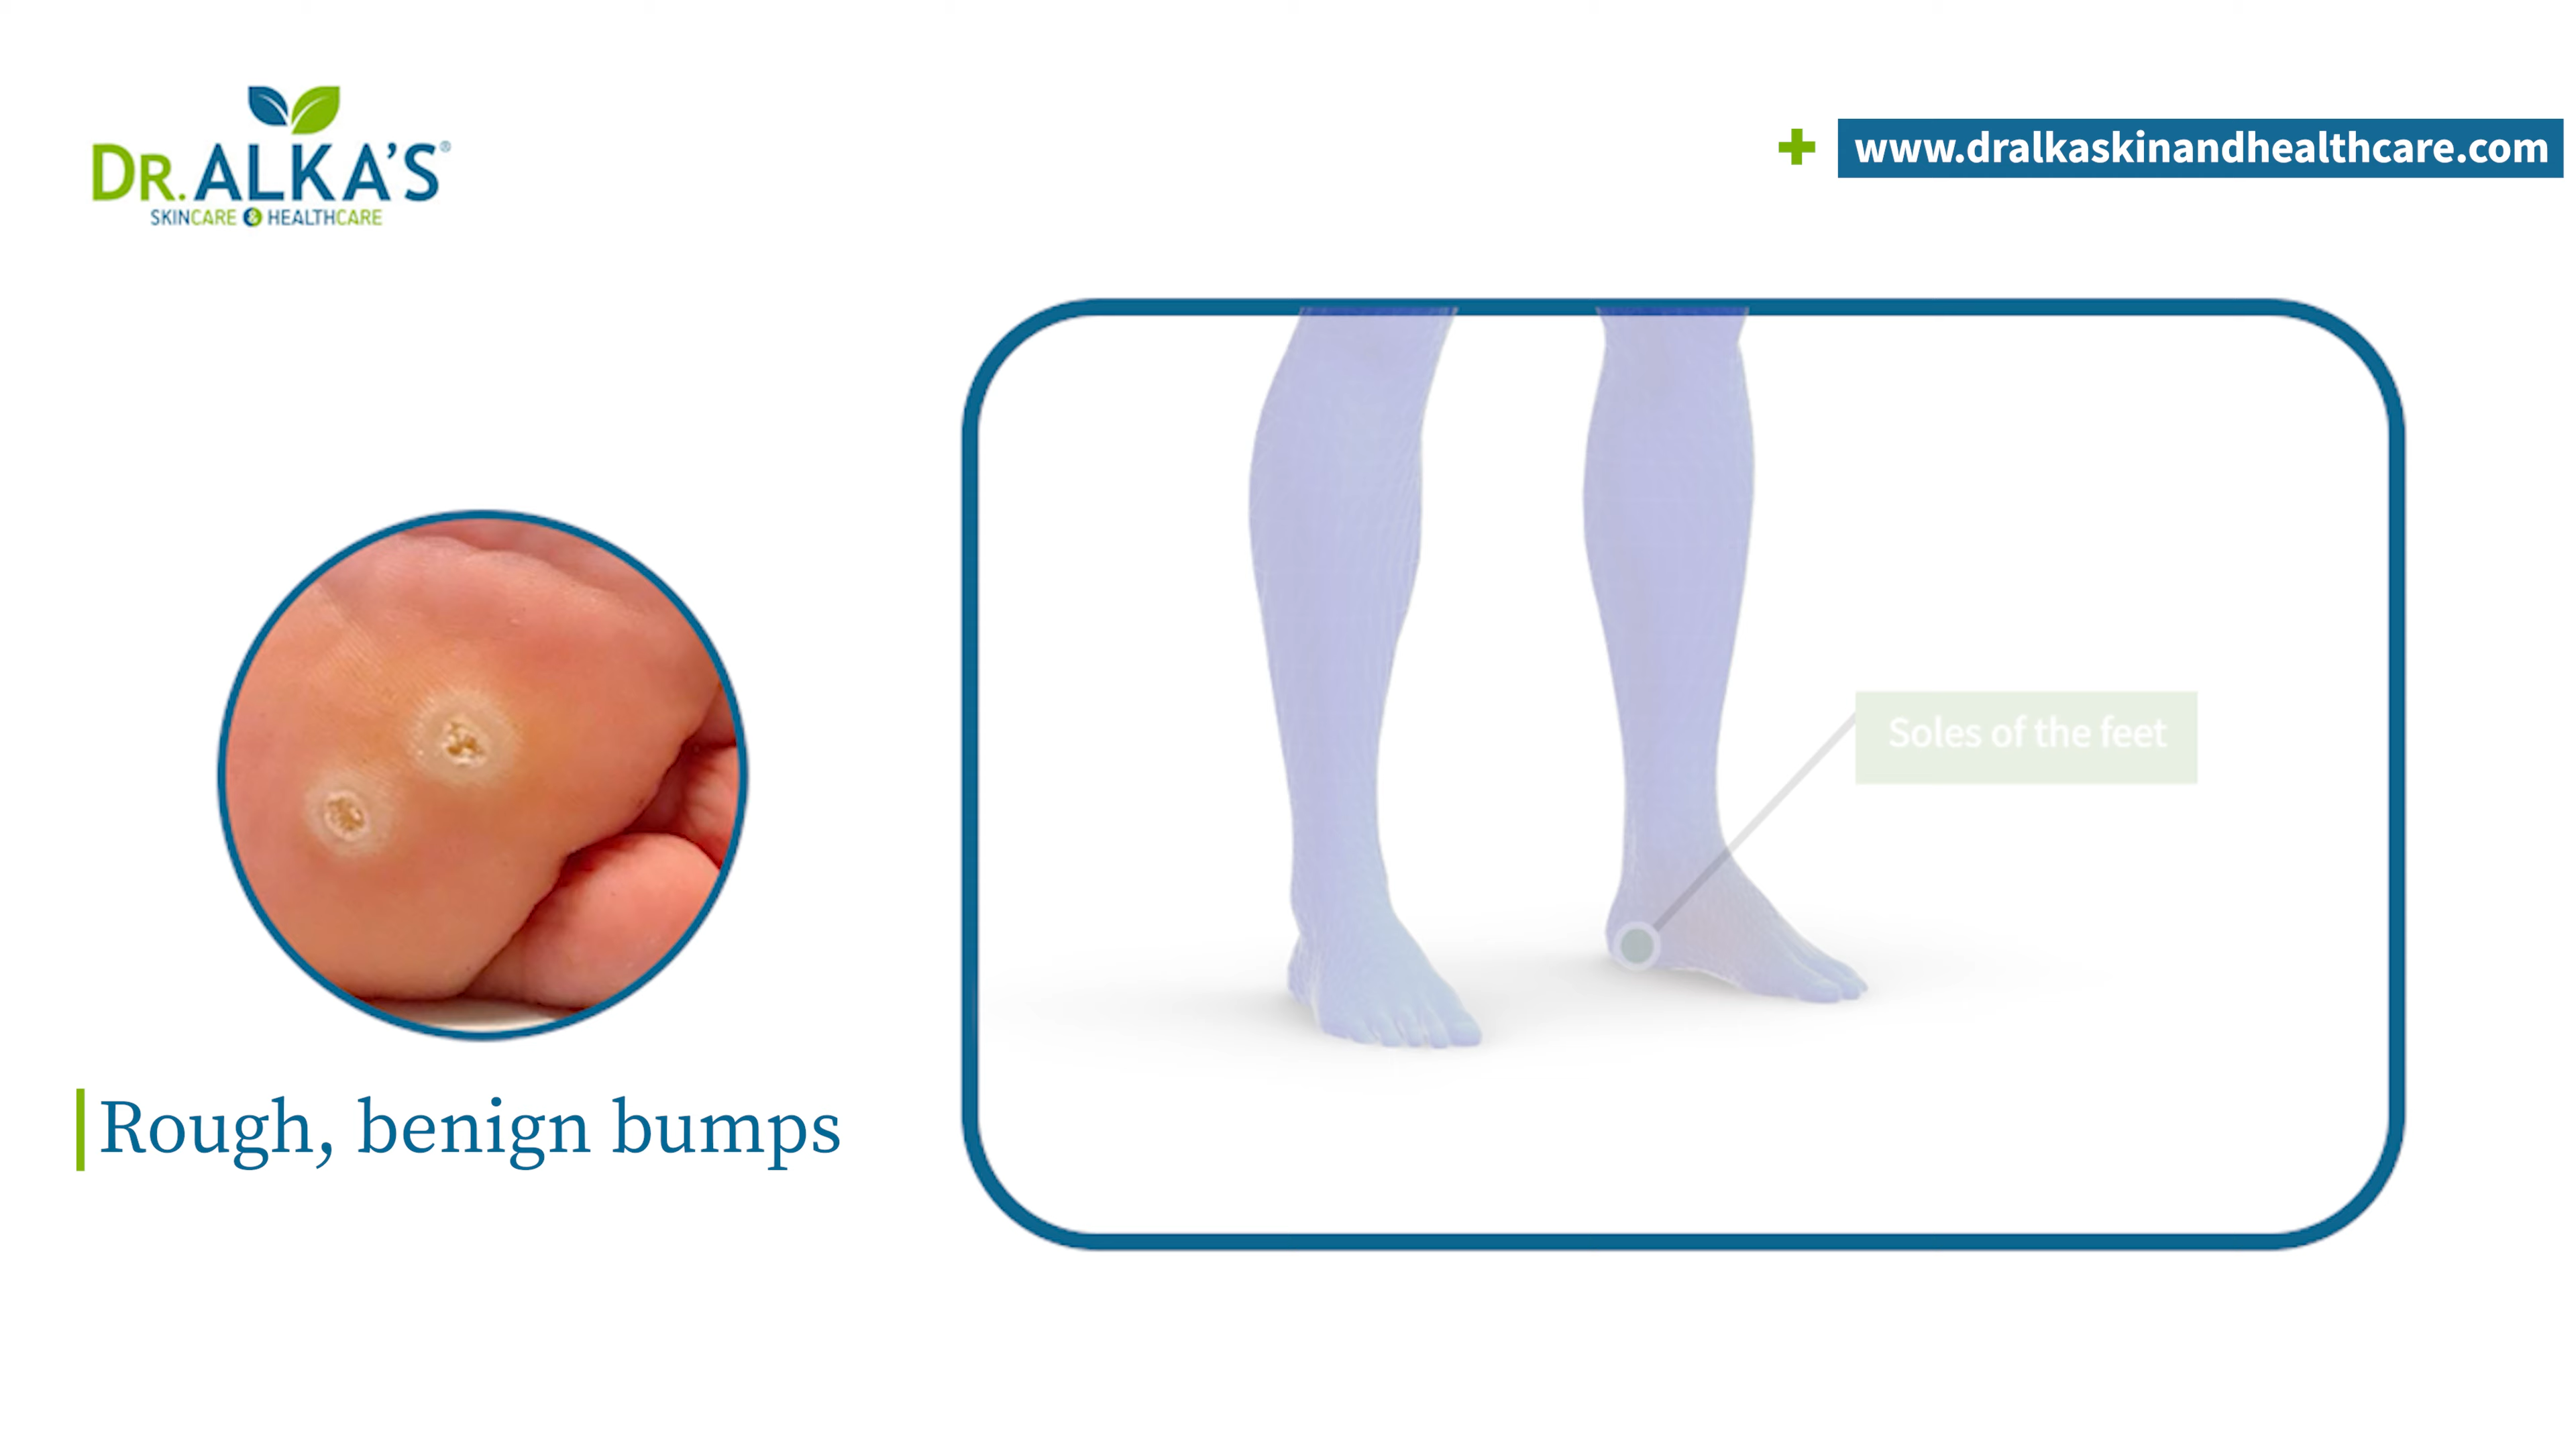 DR. ALKA'S®
SKINCARE & HEALTHCARE
www.dralkaskinandhealthcare.com
Soles of the feet
Rough, benign bumps